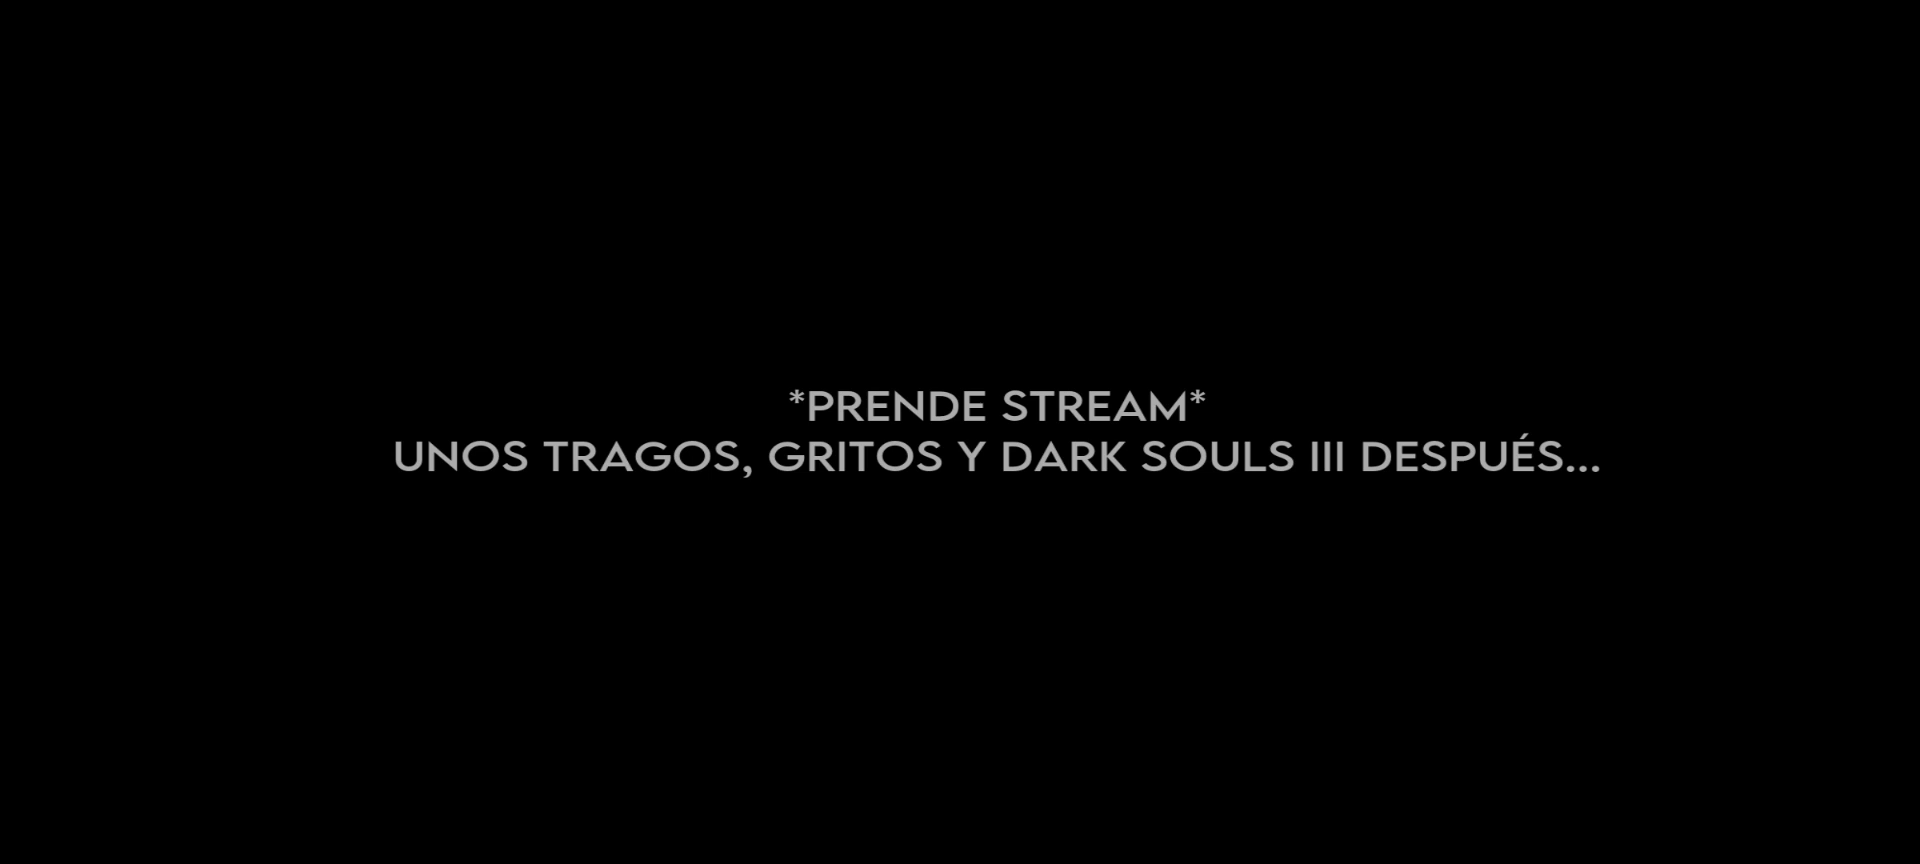 *PRENDE STREAM*
UNOS TRAGOS, GRITOS Y DARK SOULS III DESPUÉS...